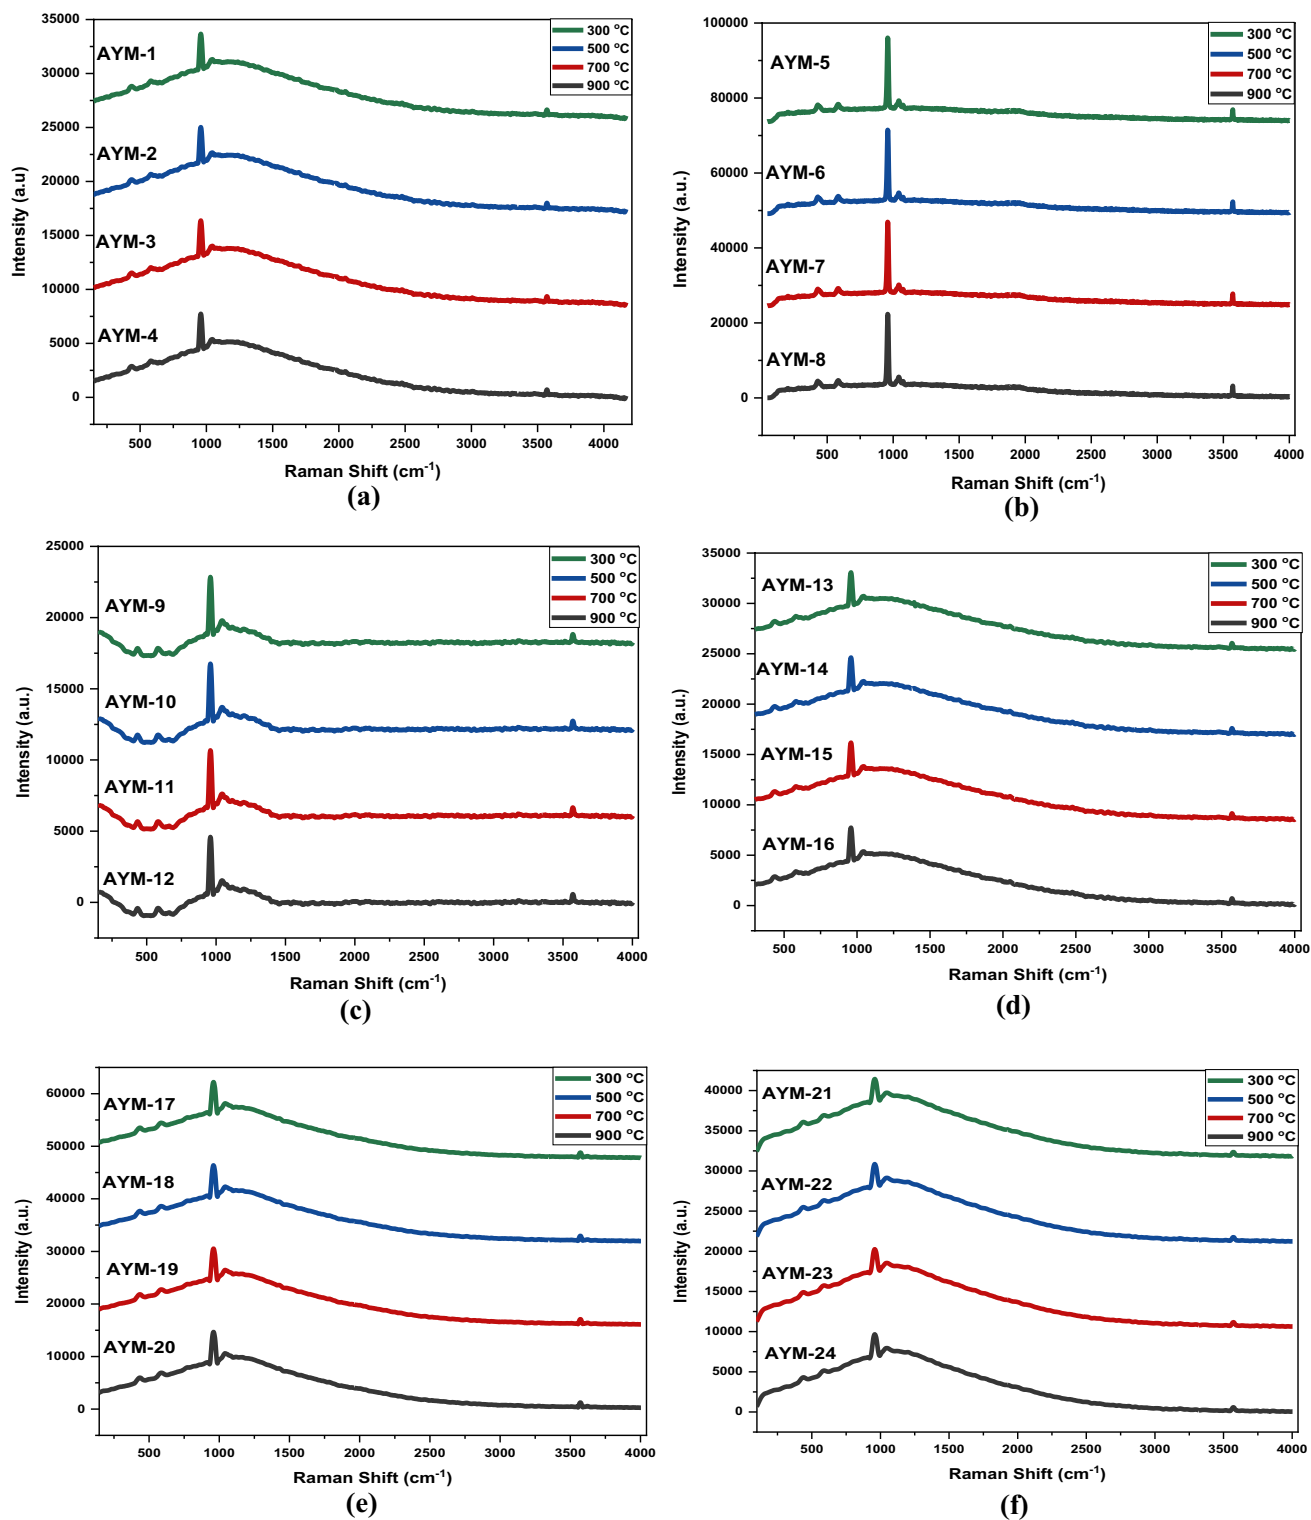 35000
30000
25000
20000
15000
10000
5000
0
Intensity (a.u)
AYM-1
AYM-2
AYM-3
AYM-4
300 °C
500 °C
700 °C
900 °C
500 1000 1500 2000 2500 3000 3500 4000
Raman Shift (cm⁻¹)
(a)
100000
80000
60000
40000
20000
0
Intensity (a.u.)
AYM-5
AYM-6
AYM-7
AYM-8
300 °C
500 °C
700 °C
900 °C
500 1000 1500 2000 2500 3000 3500 4000
Raman Shift (cm⁻¹)
(b)
25000
20000
15000
10000
5000
0
Intensity (a.u.)
AYM-9
AYM-10
AYM-11
AYM-12
300 °C
500 °C
700 °C
900 °C
500 1000 1500 2000 2500 3000 3500 4000
Raman Shift (cm⁻¹)
(c)
35000
30000
25000
20000
15000
10000
5000
0
Intensity (a.u.)
AYM-13
AYM-14
AYM-15
AYM-16
300 °C
500 °C
700 °C
900 °C
500 1000 1500 2000 2500 3000 3500 4000
Raman Shift (cm⁻¹)
(d)
60000
50000
40000
30000
20000
10000
0
Intensity (a.u.)
AYM-17
AYM-18
AYM-19
AYM-20
300 °C
500 °C
700 °C
900 °C
500 1000 1500 2000 2500 3000 3500 4000
Raman Shift (cm⁻¹)
(e)
40000
35000
30000
25000
20000
15000
10000
5000
0
Intensity (a.u.)
AYM-21
AYM-22
AYM-23
AYM-24
300 °C
500 °C
700 °C
900 °C
500 1000 1500 2000 2500 3000 3500 4000
Raman Shift (cm⁻¹)
(f)